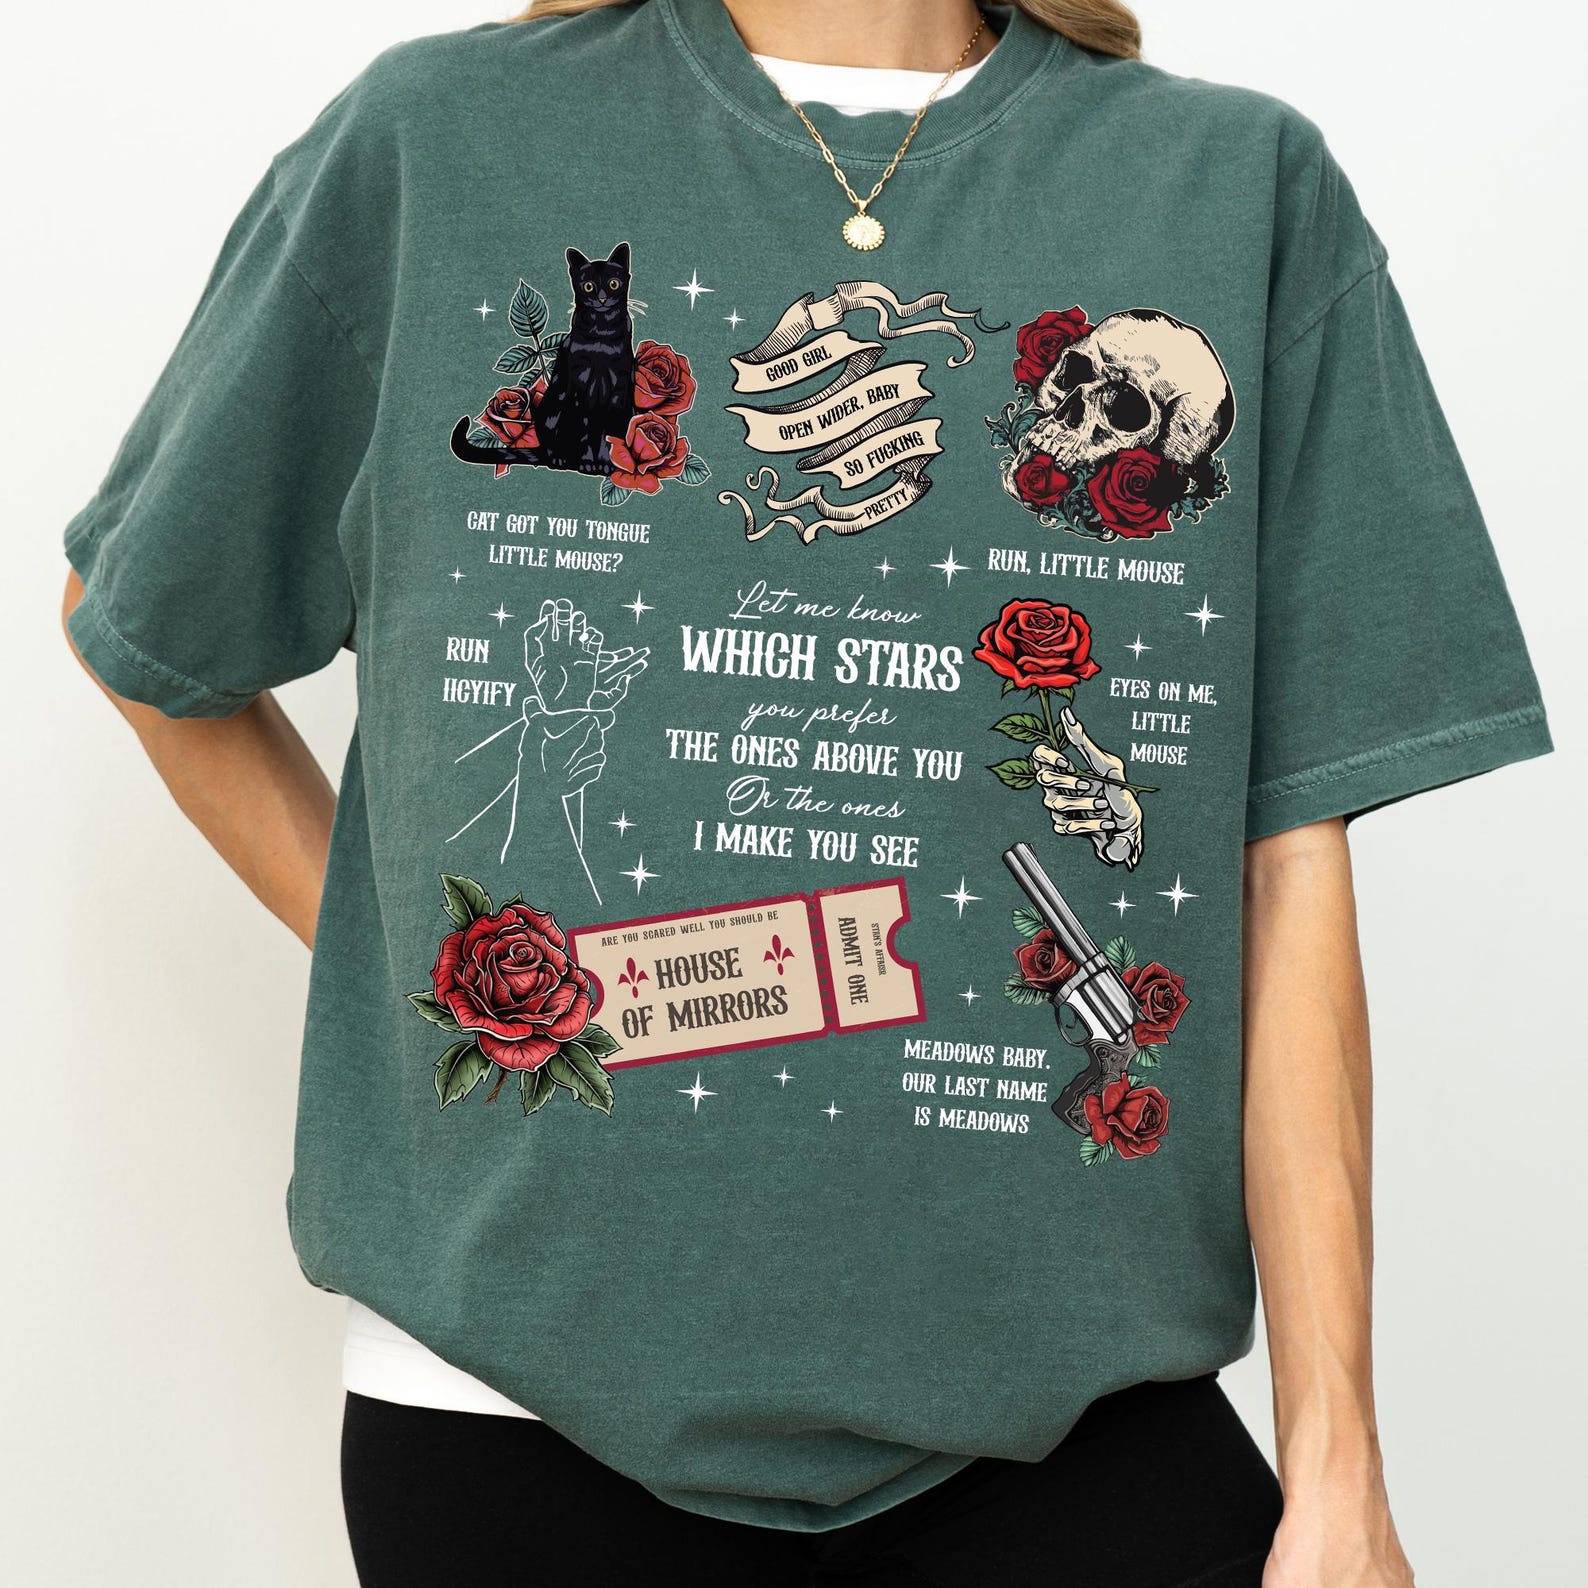 CAT GOT YOU TONGUE
LITTLE MOUSE?
GOOD GIRL
OPEN WIDER, BABY
SO FUCKING
PRETTY
RUN, LITTLE MOUSE
RUN
IIGYIFY
Let me know
WHICH STARS
you prefer
THE ONES ABOVE YOU
Or the ones
I MAKE YOU SEE
EYES ON ME,
LITTLE
MOUSE
ARE YOU SCARED WELL YOU SHOULD BE
HOUSE
OF MIRRORS
ADMIT ONE
MEADOWS BABY.
OUR LAST NAME
IS MEADOWS